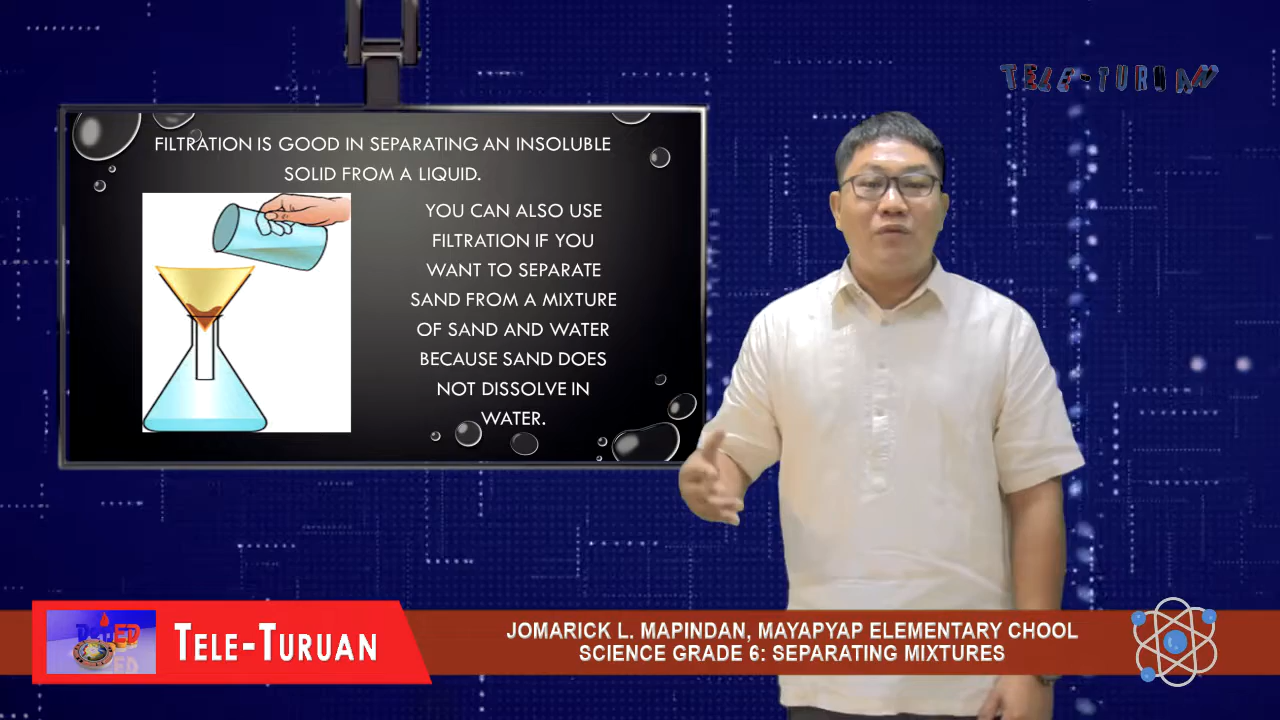 TELE-TURUAN
FILTRATION IS GOOD IN SEPARATING AN INSOLUBLE
SOLID FROM A LIQUID.
YOU CAN ALSO USE
FILTRATION IF YOU
WANT TO SEPARATE
SAND FROM A MIXTURE
OF SAND AND WATER
BECAUSE SAND DOES
NOT DISSOLVE IN
WATER.
DepED
TELE-TURUAN
JOMARICK L. MAPINDAN, MAYAPYAP ELEMENTARY CHOOL
SCIENCE GRADE 6: SEPARATING MIXTURES